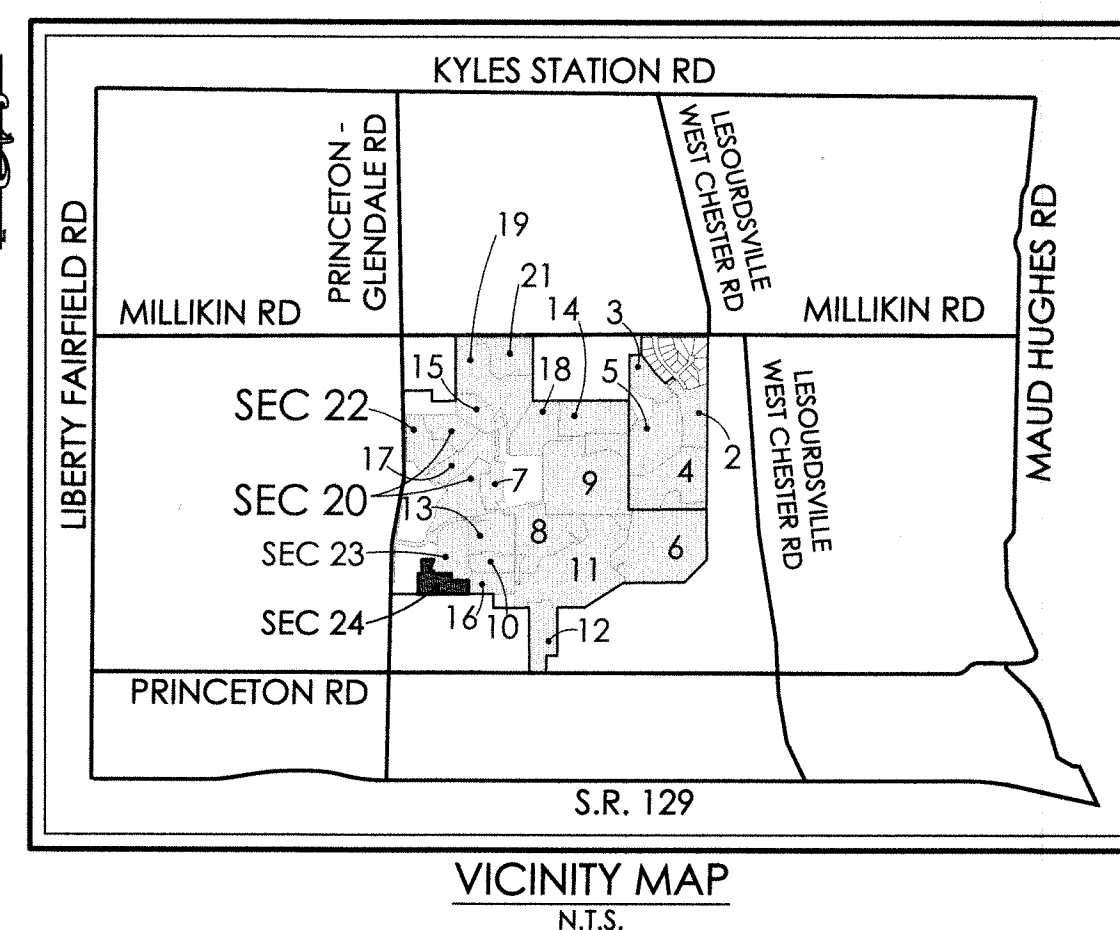 KYLES STATION RD
PRINCETON -
GLENDALE RD
LESOURDSVILLE
WEST CHESTER RD
LIBERTY FAIRFIELD RD
MAUD HUGHES RD
MILLIKIN RD
MILLIKIN RD
19
21
14
3
15
18
5
SEC 22
2
LESOURDSVILLE
WEST CHESTER RD
17
4
SEC 20
7
9
13
8
SEC 23
6
11
SEC 24
16
10
12
PRINCETON RD
S.R. 129
VICINITY MAP
N.T.S.